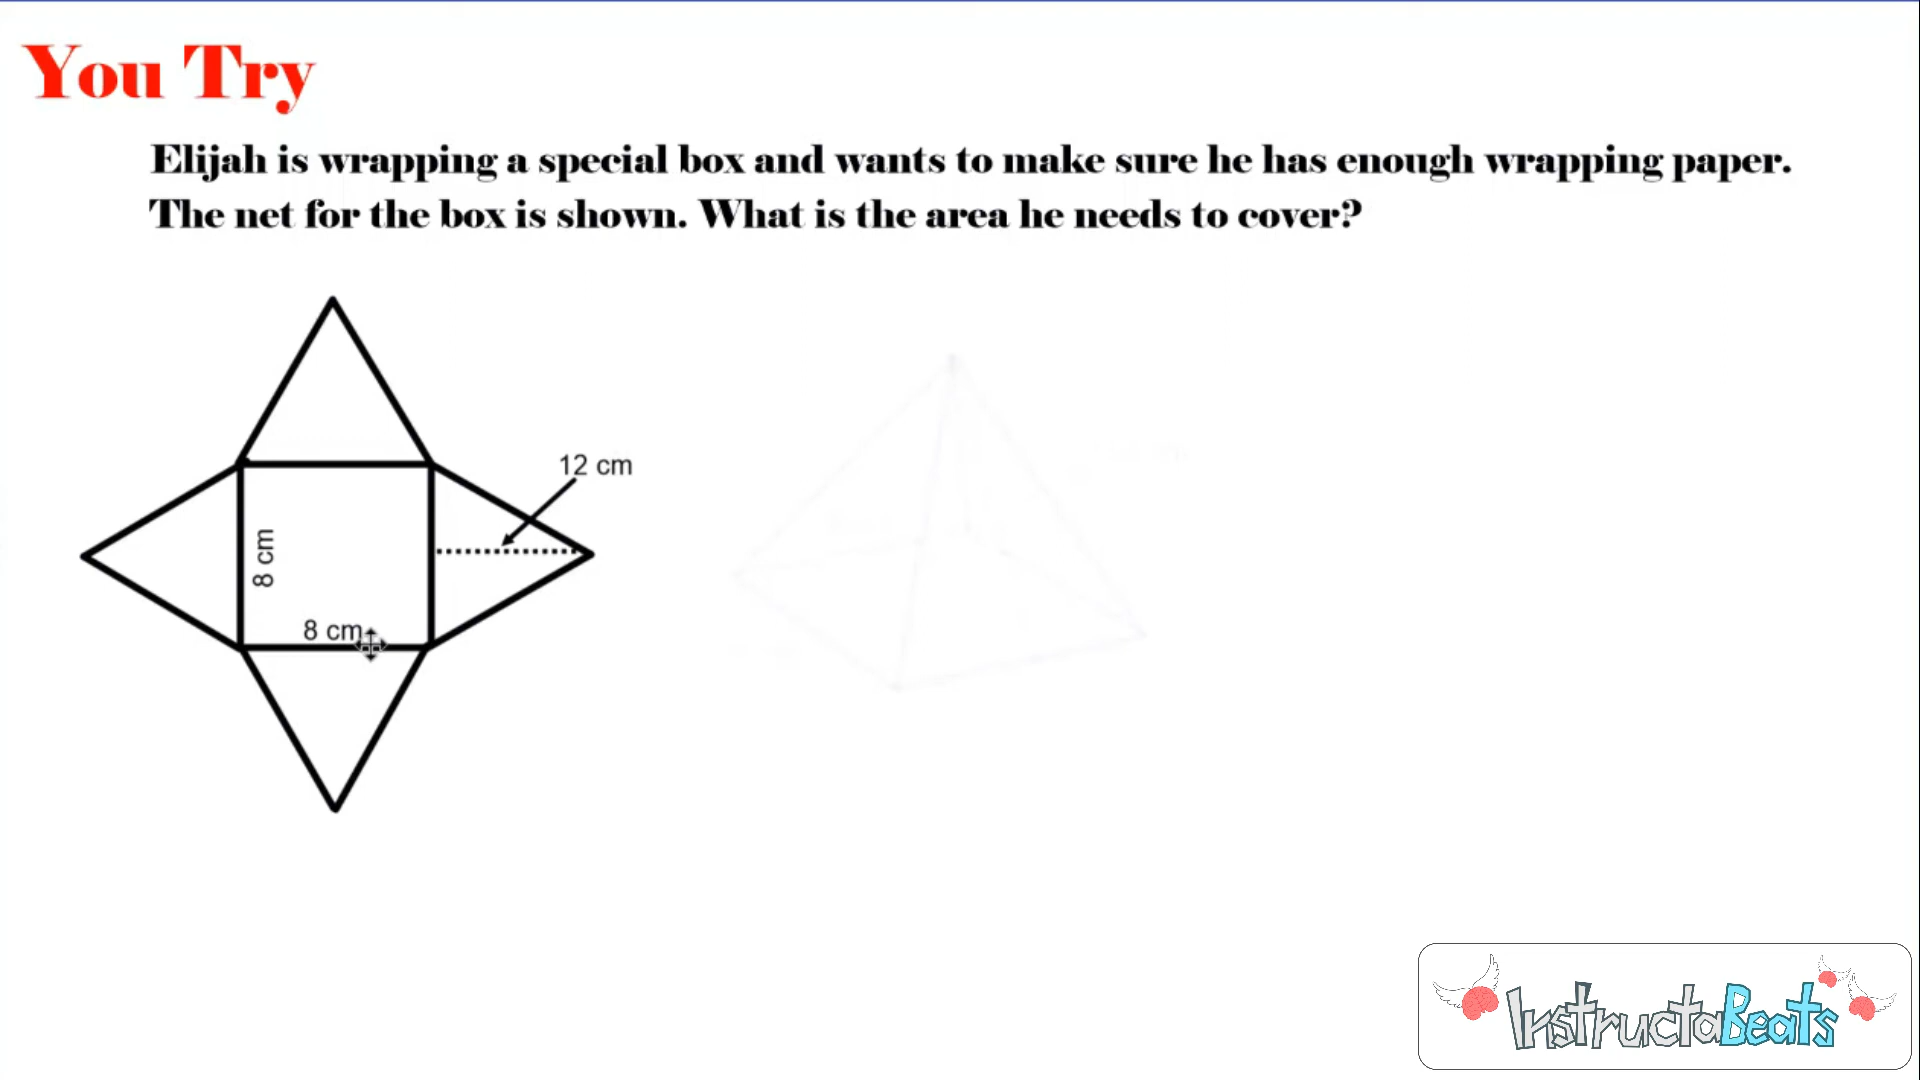 You Try
Elijah is wrapping a special box and wants to make sure he has enough wrapping paper.
The net for the box is shown. What is the area he needs to cover?
12 cm
8 cm
8 cm
InstructaBeats